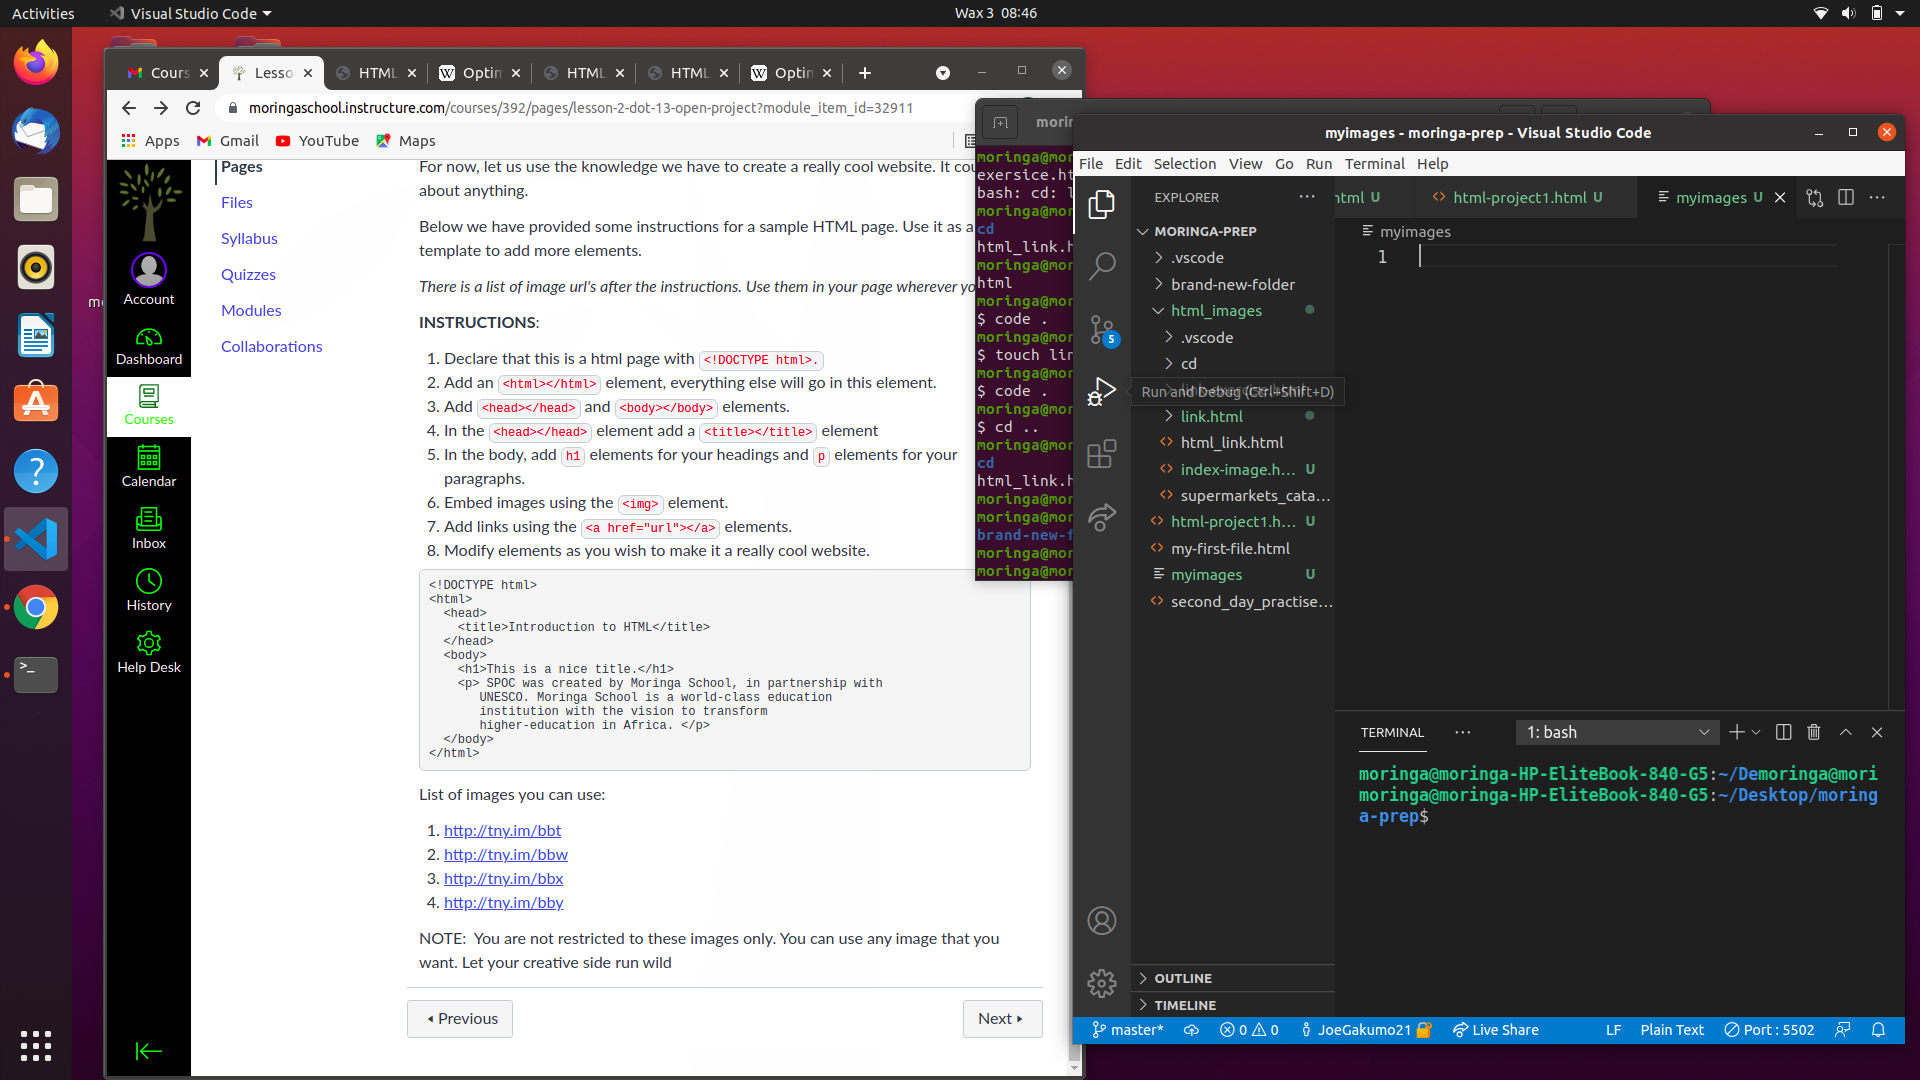 Activities
Visual Studio Code
Wax 3 08:46
Cours
Lesso
HTML
Optim
HTML
HTML
Optim
moringaschool.instructure.com/courses/392/pages/lesson-2-dot-13-open-project?module_item_id=32911
Apps
Gmail
YouTube
Maps
Account
Dashboard
Courses
Calendar
Inbox
History
Help Desk
Pages
Files
Syllabus
Quizzes
Modules
Collaborations
For now, let us use the knowledge we have to create a really cool website. It cou
about anything.
Below we have provided some instructions for a sample HTML page. Use it as a
template to add more elements.
There is a list of image url's after the instructions. Use them in your page wherever yo
INSTRUCTIONS:
1. Declare that this is a html page with <!DOCTYPE html>.
2. Add an <html></html> element, everything else will go in this element.
3. Add <head></head> and <body></body> elements.
4. In the <head></head> element add a <title></title> element
5. In the body, add h1 elements for your headings and p elements for your
paragraphs.
6. Embed images using the <img> element.
7. Add links using the <a href="url"></a> elements.
8. Modify elements as you wish to make it a really cool website.
<!DOCTYPE html>
<html>
<head>
<title>Introduction to HTML</title>
</head>
<body>
<h1>This is a nice title.</h1>
<p> SPOC was created by Moringa School, in partnership with
UNESCO. Moringa School is a world-class education
institution with the vision to transform
higher-education in Africa. </p>
</body>
</html>
List of images you can use:
1. http://tny.im/bbt
2. http://tny.im/bbw
3. http://tny.im/bbx
4. http://tny.im/bby
NOTE: You are not restricted to these images only. You can use any image that you
want. Let your creative side run wild
Previous
Next
morin
moringa@mor
exersice.ht
bash: cd: l
moringa@mor
cd
html_link.h
moringa@mor
html
moringa@mor
$ code .
moringa@mor
$ touch lin
moringa@mor
$ code .
moringa@mor
$ cd ..
moringa@mor
cd
html_link.h
moringa@mor
moringa@mor
brand-new-f
moringa@mor
moringa@mor
myimages - moringa-prep - Visual Studio Code
File Edit Selection View Go Run Terminal Help
EXPLORER
MORINGA-PREP
.vscode
brand-new-folder
html_images
.vscode
cd
Run and Debug (Ctrl+Shift+D)
link.html
html_link.html
index-image.h... U
supermarkets_cata...
html-project1.h... U
my-first-file.html
myimages U
second_day_practise...
OUTLINE
TIMELINE
5
html U
html-project1.html U
myimages U
myimages
1
TERMINAL
1: bash
moringa@moringa-HP-EliteBook-840-G5:~/Demoringa@mori
moringa@moringa-HP-EliteBook-840-G5:~/Desktop/moring
a-prep$
master*
0 0
JoeGakumo21
Live Share
LF
Plain Text
Port : 5502